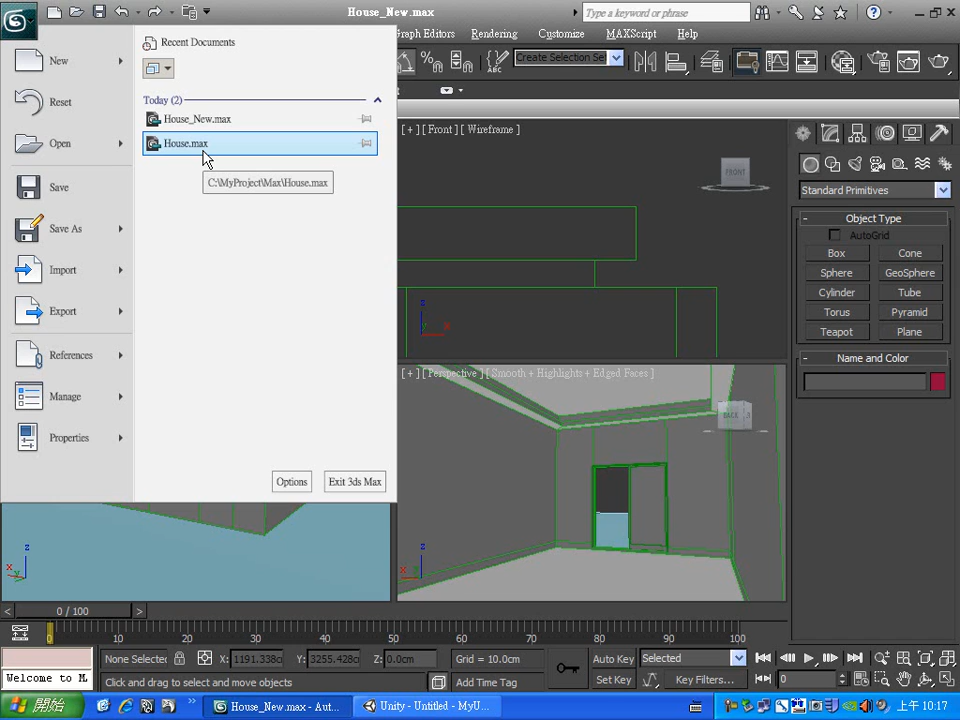 House_New.max
Type a keyword or phrase
Graph Editors Rendering Customize MAXScript Help
Create Selection Se
Recent Documents
Today (2)
House_New.max
House.max
C:\MyProject\Max\House.max
New
Reset
Open
Save
Save As
Import
Export
References
Manage
Properties
Options
Exit 3ds Max
[ + ] [ Front ] [ Wireframe ]
FRONT
z
y
x
[ + ] [ Perspective ] [ Smooth + Highlights + Edged Faces ]
BACK
z
x
y
z
x
y
Standard Primitives
- Object Type
AutoGrid
Box Cone
Sphere GeoSphere
Cylinder Tube
Torus Pyramid
Teapot Plane
- Name and Color
< 0 / 100 >
0 10 20 30 40 50 60 70 80 90 100
None Selected X: 1191.338cm Y: 3255.428cm Z: 0.0cm Grid = 10.0cm
Auto Key Selected
Welcome to M
Click and drag to select and move objects
Add Time Tag
Set Key Key Filters... 0
開始
House_New.max - Aut...
Unity - Untitled - MyU...
上午 10:17